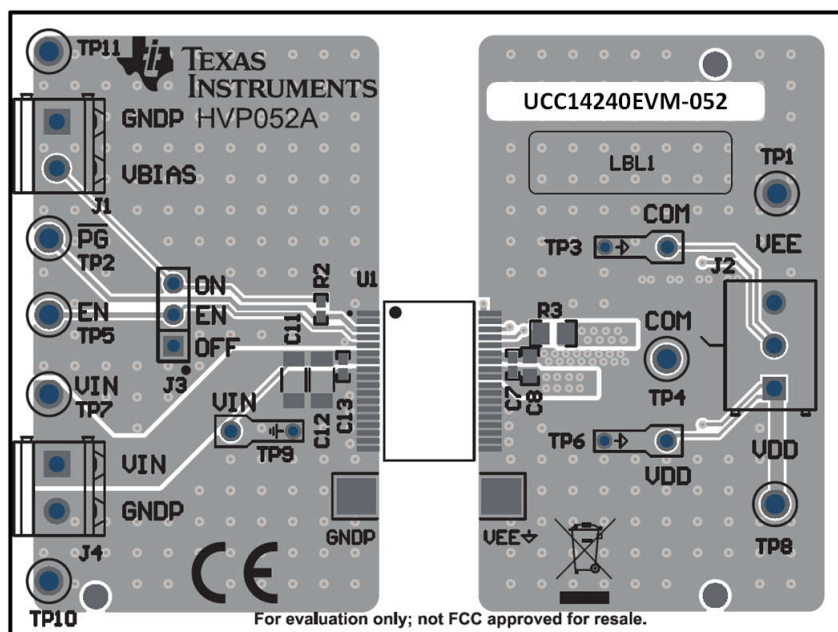 TP11
TEXAS
INSTRUMENTS
HVP052A
GNDP
VBIAS
J1
PG
TP2
EN
TP5
ON
EN
OFF
J3
R2
U1
C11
C12
C13
VIN
TP7
VIN
TP9
VIN
GNDP
J4
TP10
GNDP
CE
UCC14240EVM-052
LBL1
TP1
VEE
COM
TP3
J2
R3
COM
TP4
C7
C8
TP6
VDD
VDD
TP8
VEE
For evaluation only; not FCC approved for resale.